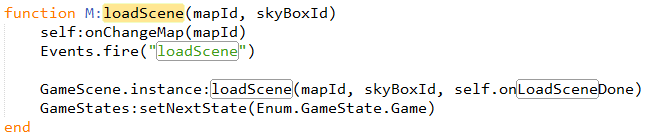 function M:loadScene(mapId, skyBoxId)
    self:onChangeMap(mapId)
    Events.fire("loadScene")

    GameScene.instance:loadScene(mapId, skyBoxId, self.onLoadSceneDone)
    GameStates:setNextState(Enum.GameState.Game)
end